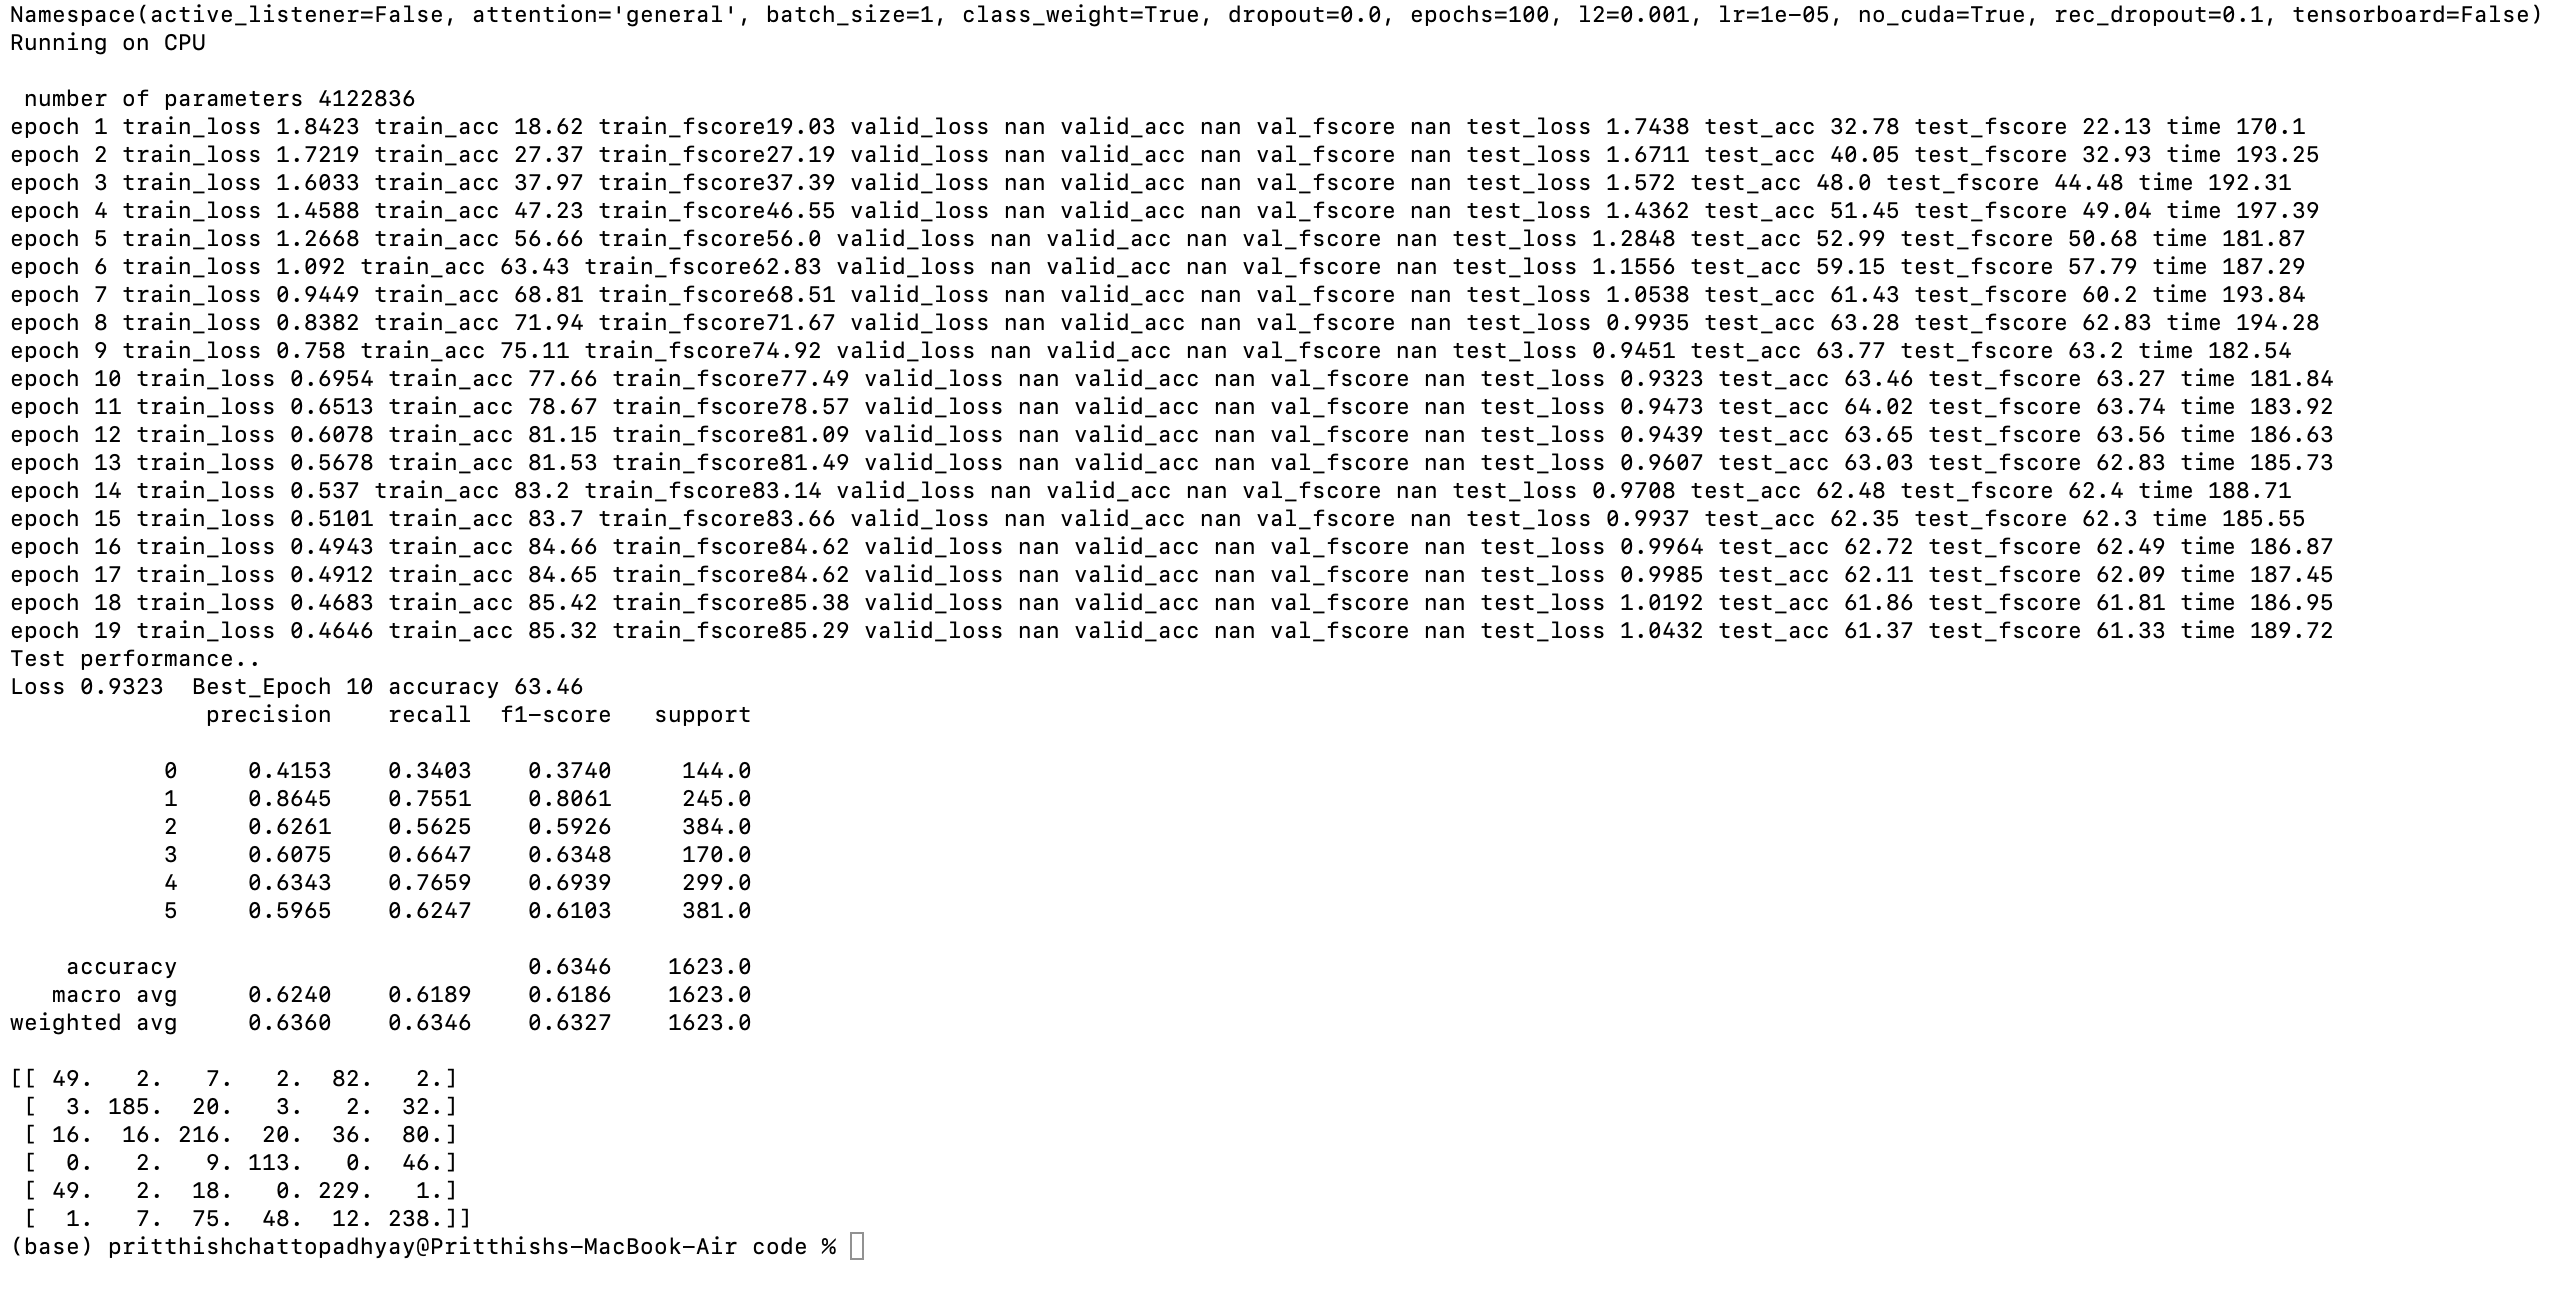 Namespace(active_listener=False, attention='general', batch_size=1, class_weight=True, dropout=0.0, epochs=100, l2=0.001, lr=1e-05, no_cuda=True, rec_dropout=0.1, tensorboard=False)
Running on CPU
number of parameters 4122836
epoch 1 train_loss 1.8423 train_acc 18.62 train_fscore19.03 valid_loss nan valid_acc nan val_fscore nan test_loss 1.7438 test_acc 32.78 test_fscore 22.13 time 170.1
epoch 2 train_loss 1.7219 train_acc 27.37 train_fscore27.19 valid_loss nan valid_acc nan val_fscore nan test_loss 1.6711 test_acc 40.05 test_fscore 32.93 time 193.25
epoch 3 train_loss 1.6033 train_acc 37.97 train_fscore37.39 valid_loss nan valid_acc nan val_fscore nan test_loss 1.572 test_acc 48.0 test_fscore 44.48 time 192.31
epoch 4 train_loss 1.4588 train_acc 47.23 train_fscore46.55 valid_loss nan valid_acc nan val_fscore nan test_loss 1.4362 test_acc 51.45 test_fscore 49.04 time 197.39
epoch 5 train_loss 1.2668 train_acc 56.66 train_fscore56.0 valid_loss nan valid_acc nan val_fscore nan test_loss 1.2848 test_acc 52.99 test_fscore 50.68 time 181.87
epoch 6 train_loss 1.092 train_acc 63.43 train_fscore62.83 valid_loss nan valid_acc nan val_fscore nan test_loss 1.1556 test_acc 59.15 test_fscore 57.79 time 187.29
epoch 7 train_loss 0.9449 train_acc 68.81 train_fscore68.51 valid_loss nan valid_acc nan val_fscore nan test_loss 1.0538 test_acc 61.43 test_fscore 60.2 time 193.84
epoch 8 train_loss 0.8382 train_acc 71.94 train_fscore71.67 valid_loss nan valid_acc nan val_fscore nan test_loss 0.9935 test_acc 63.28 test_fscore 62.83 time 194.28
epoch 9 train_loss 0.758 train_acc 75.11 train_fscore74.92 valid_loss nan valid_acc nan val_fscore nan test_loss 0.9451 test_acc 63.77 test_fscore 63.2 time 182.54
epoch 10 train_loss 0.6954 train_acc 77.66 train_fscore77.49 valid_loss nan valid_acc nan val_fscore nan test_loss 0.9323 test_acc 63.46 test_fscore 63.27 time 181.84
epoch 11 train_loss 0.6513 train_acc 78.67 train_fscore78.57 valid_loss nan valid_acc nan val_fscore nan test_loss 0.9473 test_acc 64.02 test_fscore 63.74 time 183.92
epoch 12 train_loss 0.6078 train_acc 81.15 train_fscore81.09 valid_loss nan valid_acc nan val_fscore nan test_loss 0.9439 test_acc 63.65 test_fscore 63.56 time 186.63
epoch 13 train_loss 0.5678 train_acc 81.53 train_fscore81.49 valid_loss nan valid_acc nan val_fscore nan test_loss 0.9607 test_acc 63.03 test_fscore 62.83 time 185.73
epoch 14 train_loss 0.537 train_acc 83.2 train_fscore83.14 valid_loss nan valid_acc nan val_fscore nan test_loss 0.9708 test_acc 62.48 test_fscore 62.4 time 188.71
epoch 15 train_loss 0.5101 train_acc 83.7 train_fscore83.66 valid_loss nan valid_acc nan val_fscore nan test_loss 0.9937 test_acc 62.35 test_fscore 62.3 time 185.55
epoch 16 train_loss 0.4943 train_acc 84.66 train_fscore84.62 valid_loss nan valid_acc nan val_fscore nan test_loss 0.9964 test_acc 62.72 test_fscore 62.49 time 186.87
epoch 17 train_loss 0.4912 train_acc 84.65 train_fscore84.62 valid_loss nan valid_acc nan val_fscore nan test_loss 0.9985 test_acc 62.11 test_fscore 62.09 time 187.45
epoch 18 train_loss 0.4683 train_acc 85.42 train_fscore85.38 valid_loss nan valid_acc nan val_fscore nan test_loss 1.0192 test_acc 61.86 test_fscore 61.81 time 186.95
epoch 19 train_loss 0.4646 train_acc 85.32 train_fscore85.29 valid_loss nan valid_acc nan val_fscore nan test_loss 1.0432 test_acc 61.37 test_fscore 61.33 time 189.72
Test performance..
Loss 0.9323  Best_Epoch 10 accuracy 63.46
precision    recall  f1-score   support
0     0.4153    0.3403    0.3740     144.0
1     0.8645    0.7551    0.8061     245.0
2     0.6261    0.5625    0.5926     384.0
3     0.6075    0.6647    0.6348     170.0
4     0.6343    0.7659    0.6939     299.0
5     0.5965    0.6247    0.6103     381.0
accuracy                         0.6346    1623.0
macro avg     0.6240    0.6189    0.6186    1623.0
weighted avg     0.6360    0.6346    0.6327    1623.0
[[ 49.   2.   7.   2.  82.   2.]
[  3. 185.  20.   3.   2.  32.]
[ 16.  16. 216.  20.  36.  80.]
[  0.   2.   9. 113.   0.  46.]
[ 49.   2.  18.   0. 229.   1.]
[  1.   7.  75.  48.  12. 238.]]
(base) pritthishchattopadhyay@Pritthishs-MacBook-Air code %